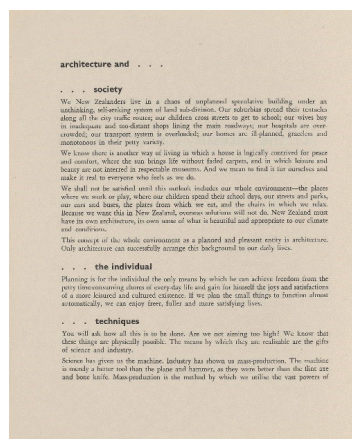 architecture and . . .
. . . society
We New Zealanders live in a chaos of unplanned speculative building under an
unthinking, self-seeking system of land sub-division. Our suburbias spread their tentacles
along all the city traffic routes; our children cross streets to get to school; our wives buy
in inadequate and too-distant shops lining the main roadways; our hospitals are over-
crowded; our transport system is overloaded; our homes are ill-planned, graceless and
monotonous in their petty variety.
We know there is another way of living in which a house is logically contrived for peace
and comfort, where the sun brings life without faded carpets, and in which leisure and
beauty are not interred in respectable museums. And we mean to find it for ourselves and
make it real to everyone who feels as we do.
We shall not be satisfied until this outlook includes our whole environment—the places
where we work or play, where our children spend their school days, our streets and parks,
our cars and buses, the plates from which we eat, and the chairs in which we relax.
Because we want this in New Zealand, overseas solutions will not do. New Zealand must
have its own architecture, its own sense of what is beautiful and appropriate to our climate
and conditions.
This concept of the whole environment as a planned and pleasant entity is architecture.
Only architecture can successfully arrange this background to our daily lives.
. . . the individual
Planning is for the individual the only means by which he can achieve freedom from the
petty time-consuming chores of every-day life and gain for himself the joys and satisfactions
of a more leisured and cultured existence. If we plan the small things to function almost
automatically, we can enjoy freer, fuller and more satisfying lives.
. . . techniques
You will ask how all this is to be done. Are we not aiming too high? We know that
these things are physically possible. The means by which they are realisable are the gifts
of science and industry.
Science has given us the machine. Industry has shown us mass-production. The machine
is merely a better tool than the plane and hammer, as they were better than the flint axe
and bone knife. Mass-production is the method by which we utilise the vast powers of